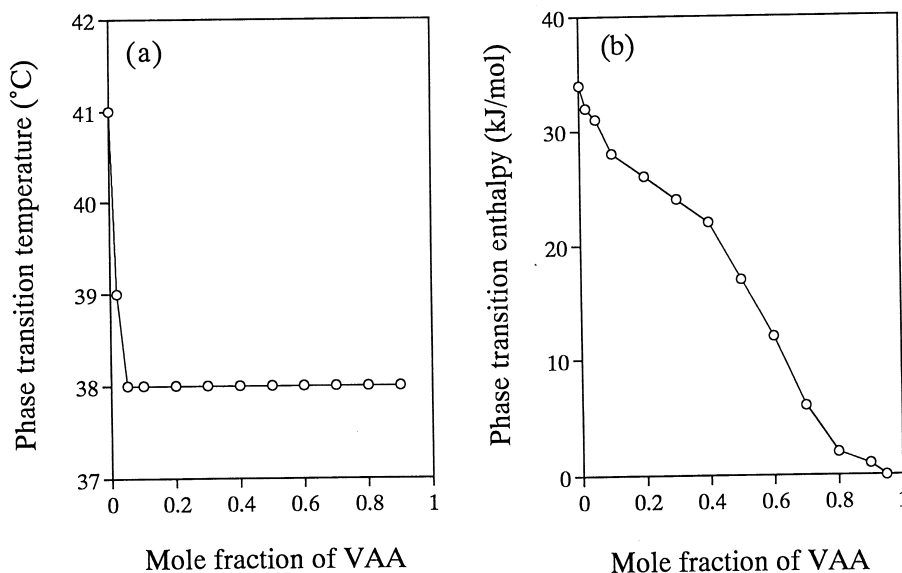 (a)
Phase transition temperature (°C)
42
41
40
39
38
37
0 0.2 0.4 0.6 0.8 1
Mole fraction of VAA
(b)
Phase transition enthalpy (kJ/mol)
40
30
20
10
0
0 0.2 0.4 0.6 0.8 1
Mole fraction of VAA